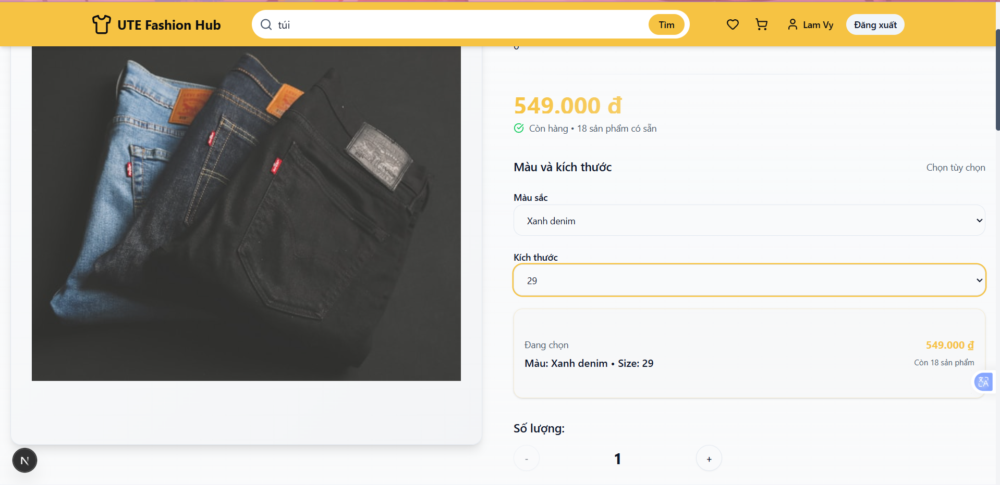 UTE Fashion Hub
túi
Tìm
Lam Vy
Đăng xuất
549.000 đ
Còn hàng • 18 sản phẩm có sẵn
Màu và kích thước
Chọn tùy chọn
Màu sắc
Xanh denim
Kích thước
29
Đang chọn
549.000 ₫
Màu: Xanh denim • Size: 29
Còn 18 sản phẩm
Số lượng:
- 1 +
N